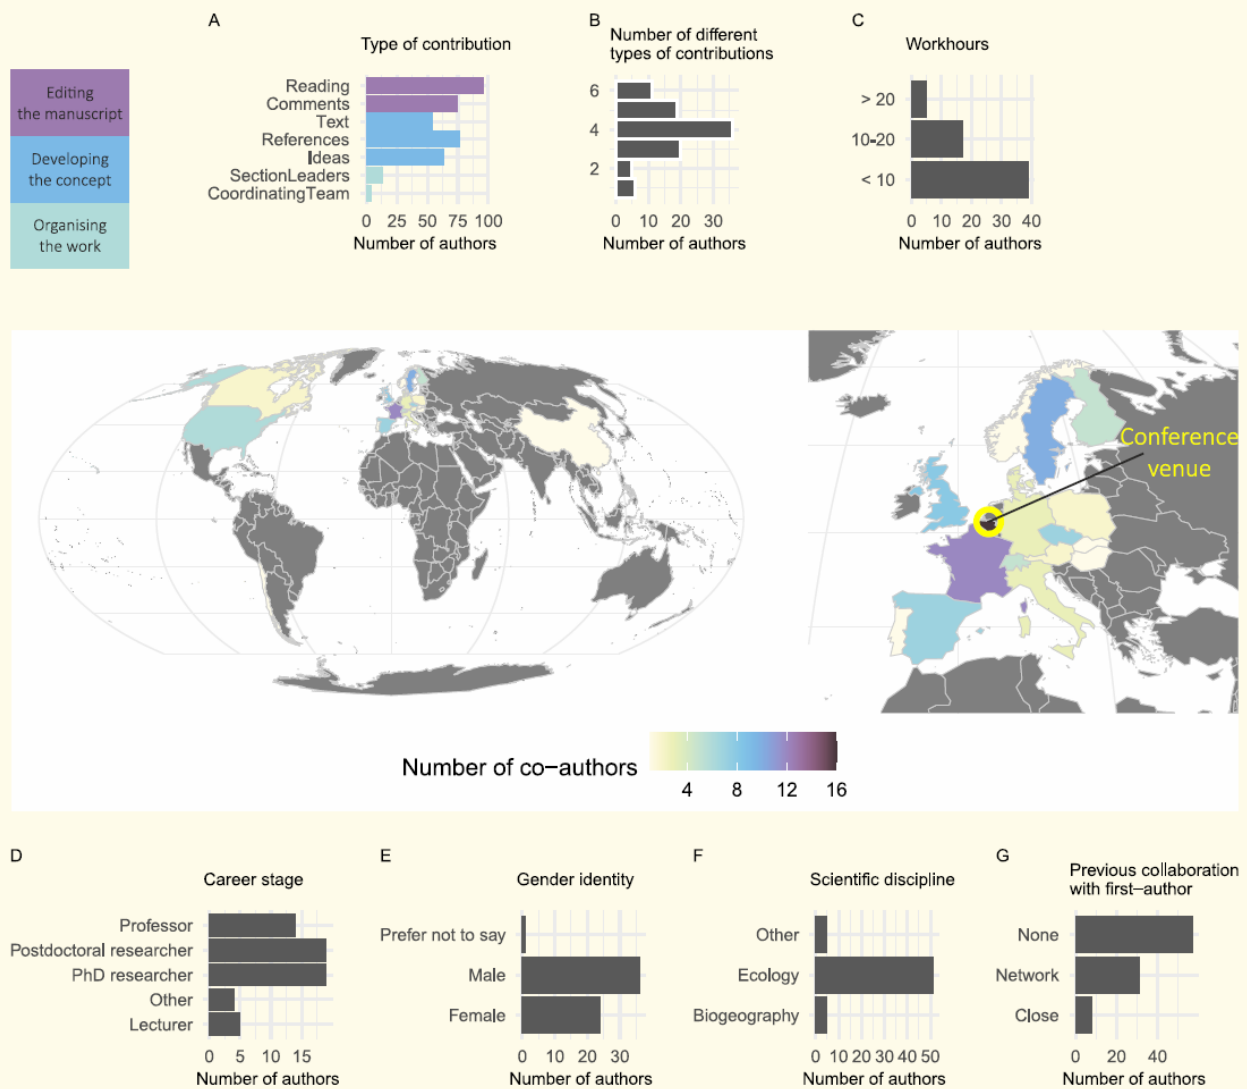 A
Type of contribution
Editing
the manuscript
Developing
the concept
Organising
the work
Reading
Comments
Text
References
Ideas
SectionLeaders
CoordinatingTeam
0 25 50 75 100
Number of authors
B
Number of different
types of contributions
6
4
2
0 10 20 30
Number of authors
C
Workhours
> 20
10-20
< 10
0 10 20 30 40
Number of authors
Conference
venue
Number of co-authors
4 8 12 16
D
Career stage
Professor
Postdoctoral researcher
PhD researcher
Other
Lecturer
0 5 10 15
Number of authors
E
Gender identity
Prefer not to say
Male
Female
0 10 20 30
Number of authors
F
Scientific discipline
Other
Ecology
Biogeography
0 10 20 30 40 50
Number of authors
G
Previous collaboration
with first-author
None
Network
Close
0 20 40
Number of authors